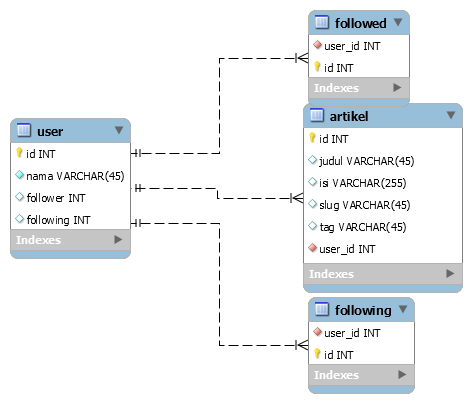 user
id INT
nama VARCHAR(45)
follower INT
following INT
Indexes
followed
user_id INT
id INT
Indexes
artikel
id INT
judul VARCHAR(45)
isi VARCHAR(255)
slug VARCHAR(45)
tag VARCHAR(45)
user_id INT
Indexes
following
user_id INT
id INT
Indexes